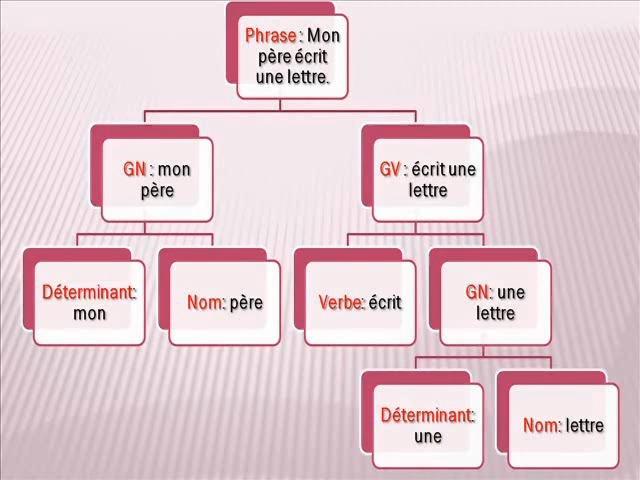 Phrase : Mon
père écrit
une lettre.
GN : mon
père
GV : écrit une
lettre
Déterminant:
mon
Nom: père
Verbe: écrit
GN: une
lettre
Déterminant:
une
Nom: lettre